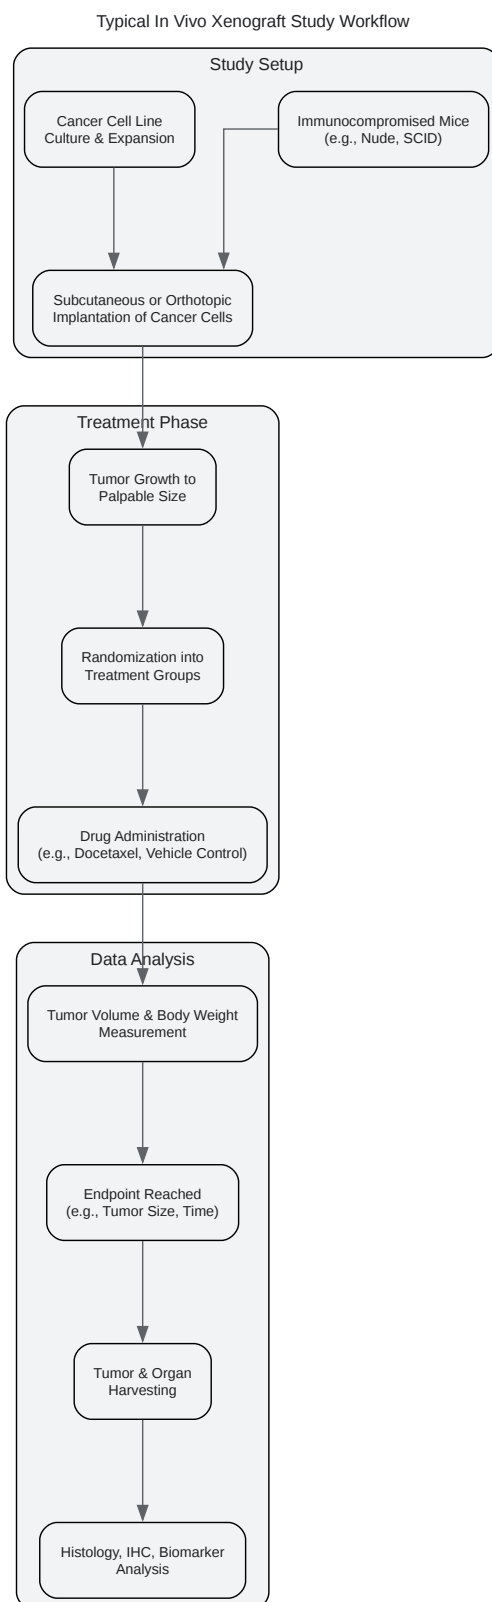 Typical In Vivo Xenograft Study Workflow
Study Setup
Cancer Cell Line
Culture & Expansion
Immunocompromised Mice
(e.g., Nude, SCID)
Subcutaneous or Orthotopic
Implantation of Cancer Cells
Treatment Phase
Tumor Growth to
Palpable Size
Randomization into
Treatment Groups
Drug Administration
(e.g., Docetaxel, Vehicle Control)
Data Analysis
Tumor Volume & Body Weight
Measurement
Endpoint Reached
(e.g., Tumor Size, Time)
Tumor & Organ
Harvesting
Histology, IHC, Biomarker
Analysis